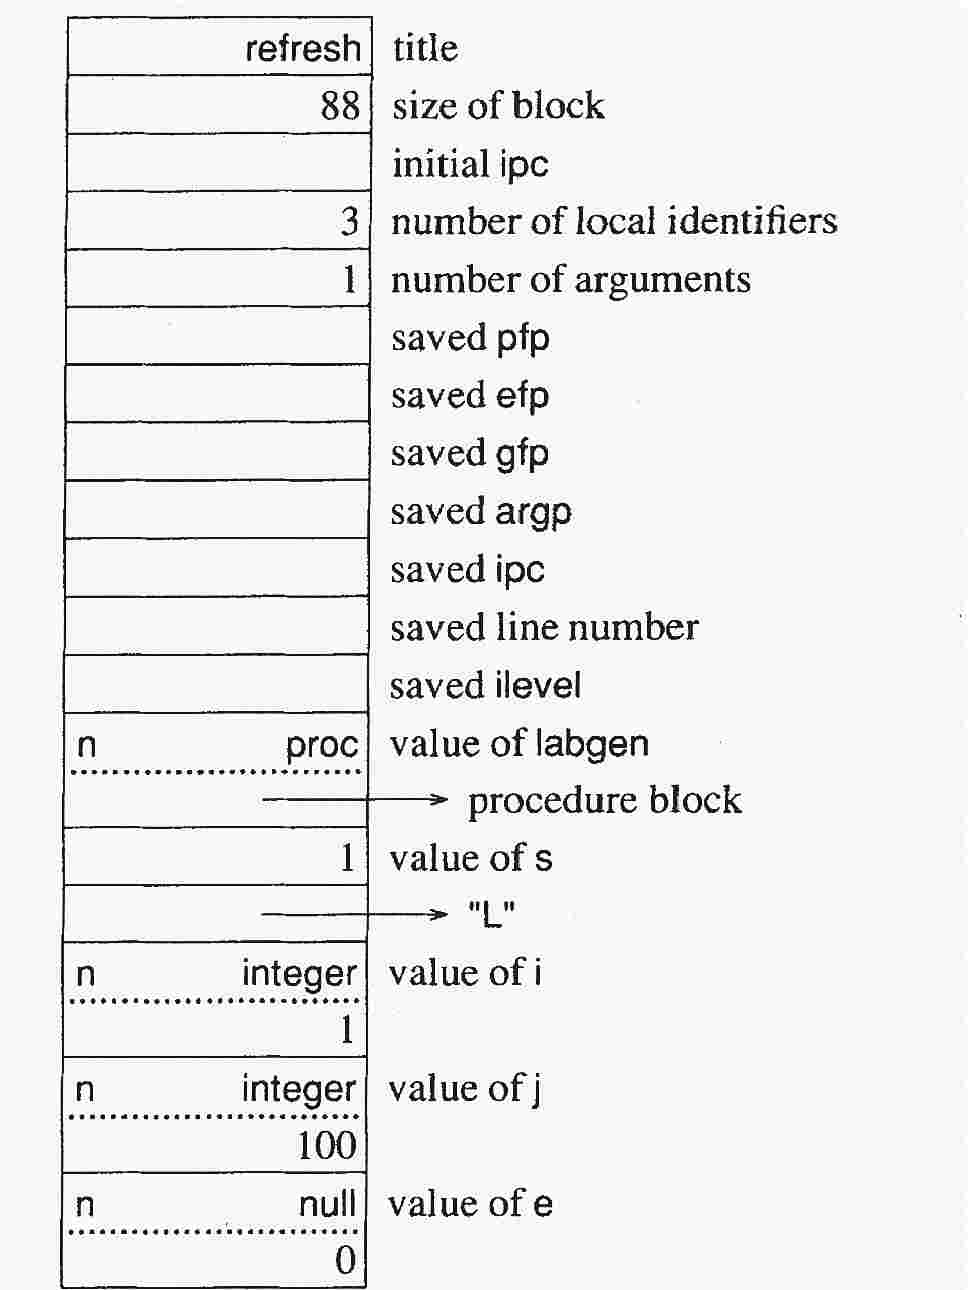 refresh title
88 size of block
initial ipc
3 number of local identifiers
1 number of arguments
saved pfp
saved efp
saved gfp
saved argp
saved ipc
saved line number
saved ilevel
n proc value of labgen
procedure block
1 value of s
"L"
n integer value of i
1
n integer value of j
100
n null value of e
0